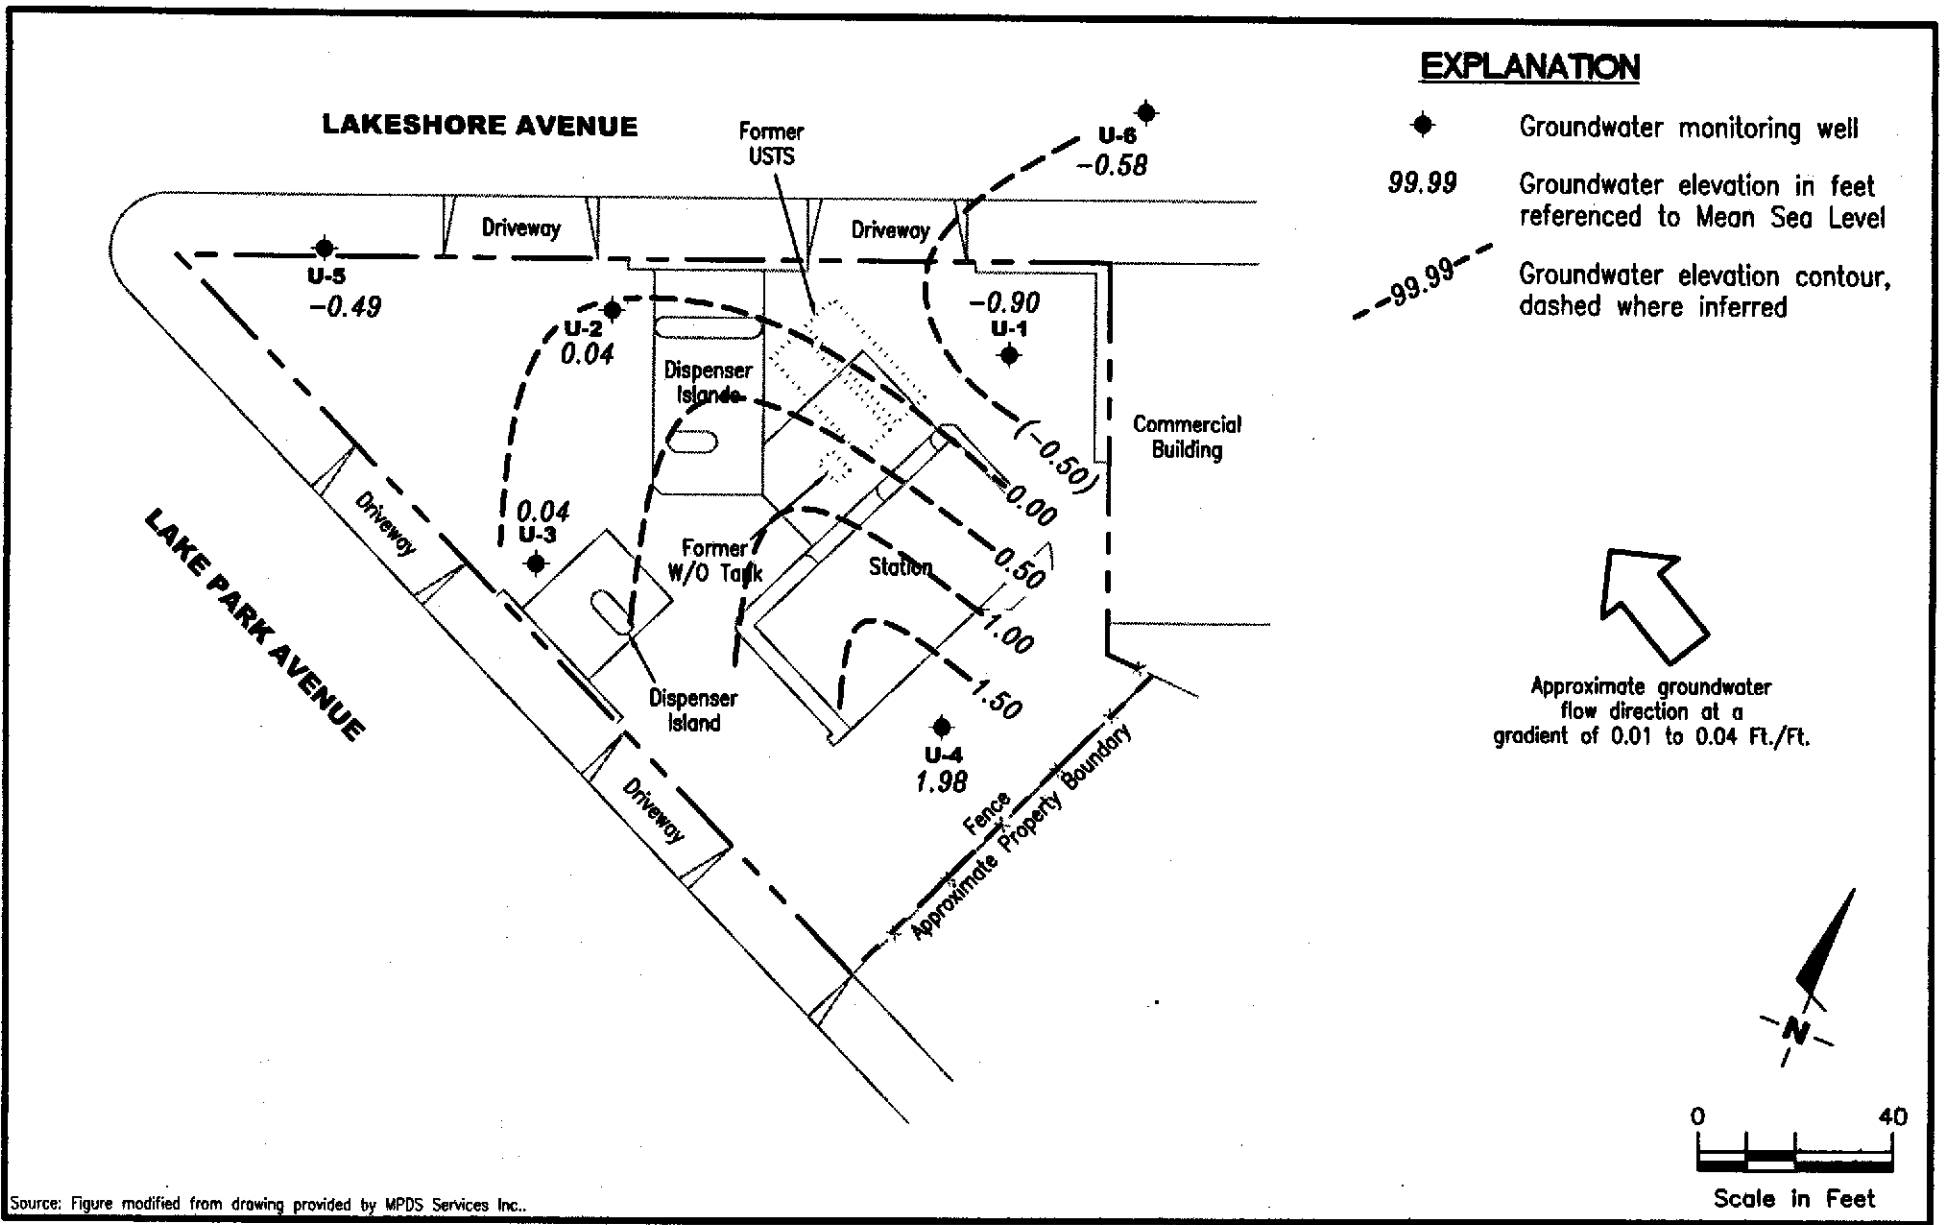 EXPLANATION
Groundwater monitoring well
99.99
Groundwater elevation in feet
referenced to Mean Sea Level
-99.99
Groundwater elevation contour,
dashed where inferred
LAKESHORE AVENUE
Former
USTS
U-6
-0.58
Driveway
Driveway
U-5
-0.49
U-2
0.04
-0.90
U-1
Dispenser
Islands
Commercial
Building
(-0.50)
0.00
Driveway
0.04
U-3
Former
W/O Tank
Station
0.50
1.00
LAKE PARK AVENUE
Dispenser
Island
1.50
U-4
1.98
Driveway
Fence
Approximate Property Boundary
Approximate groundwater
flow direction at a
gradient of 0.01 to 0.04 Ft./Ft.
N
0 40
Scale in Feet
Source: Figure modified from drawing provided by MPDS Services Inc..